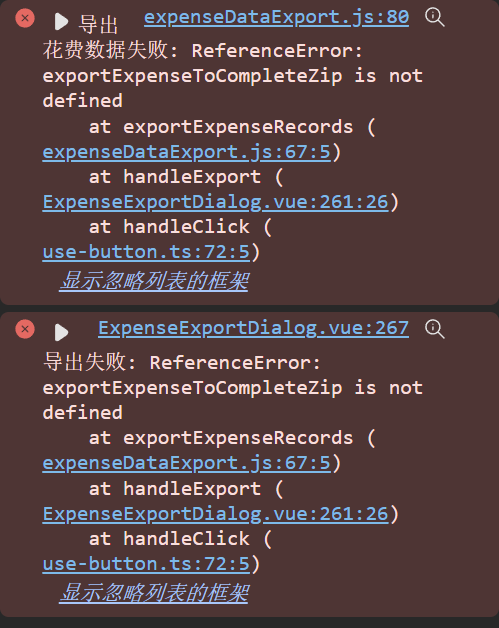 导出 expenseDataExport.js:80
花费数据失败: ReferenceError:
exportExpenseToCompleteZip is not
defined
at exportExpenseRecords (
expenseDataExport.js:67:5)
at handleExport (
ExpenseExportDialog.vue:261:26)
at handleClick (
use-button.ts:72:5)
显示忽略列表的框架
ExpenseExportDialog.vue:267
导出失败: ReferenceError:
exportExpenseToCompleteZip is not
defined
at exportExpenseRecords (
expenseDataExport.js:67:5)
at handleExport (
ExpenseExportDialog.vue:261:26)
at handleClick (
use-button.ts:72:5)
显示忽略列表的框架